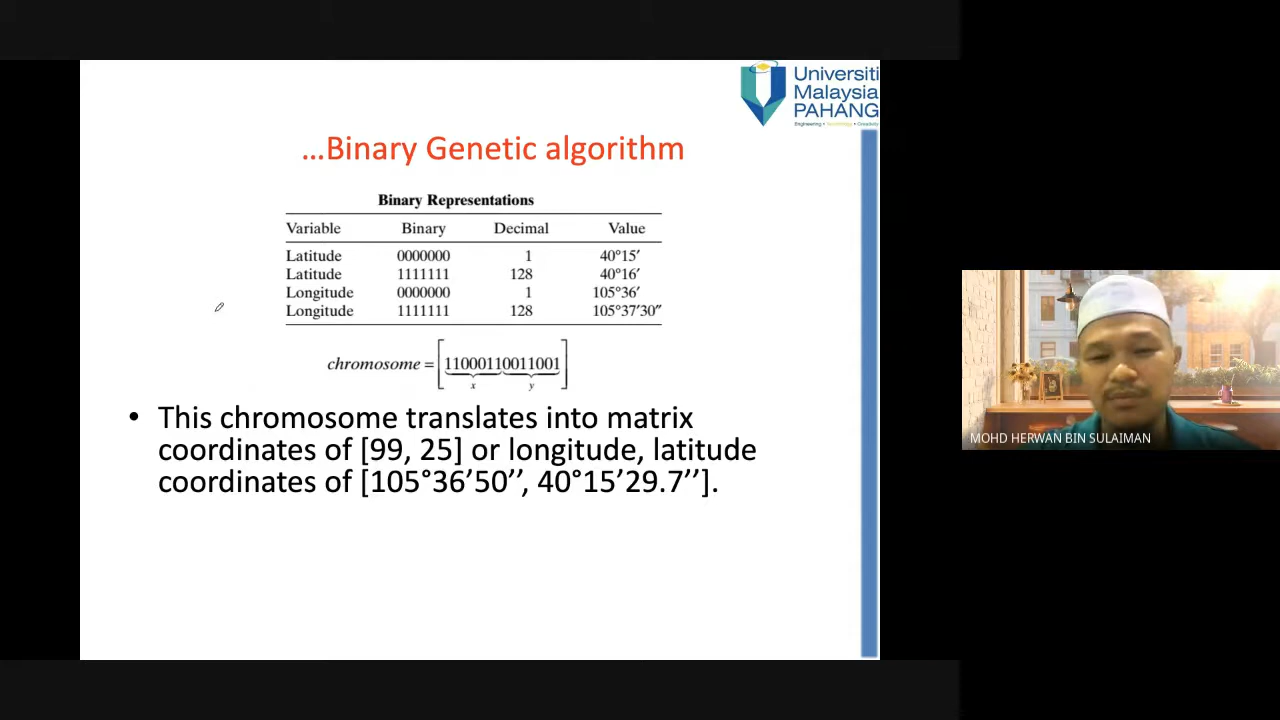 Universiti
Malaysia
PAHANG
Engineering • Technology • Creativity
...Binary Genetic algorithm
Binary Representations
Variable Binary Decimal Value
Latitude 0000000 1 40°15′
Latitude 1111111 128 40°16′
Longitude 0000000 1 105°36′
Longitude 1111111 128 105°37′30″
chromosome = [11000110011001]
x y
• This chromosome translates into matrix
coordinates of [99, 25] or longitude, latitude
coordinates of [105°36’50’’, 40°15’29.7’’].
MOHD HERWAN BIN SULAIMAN